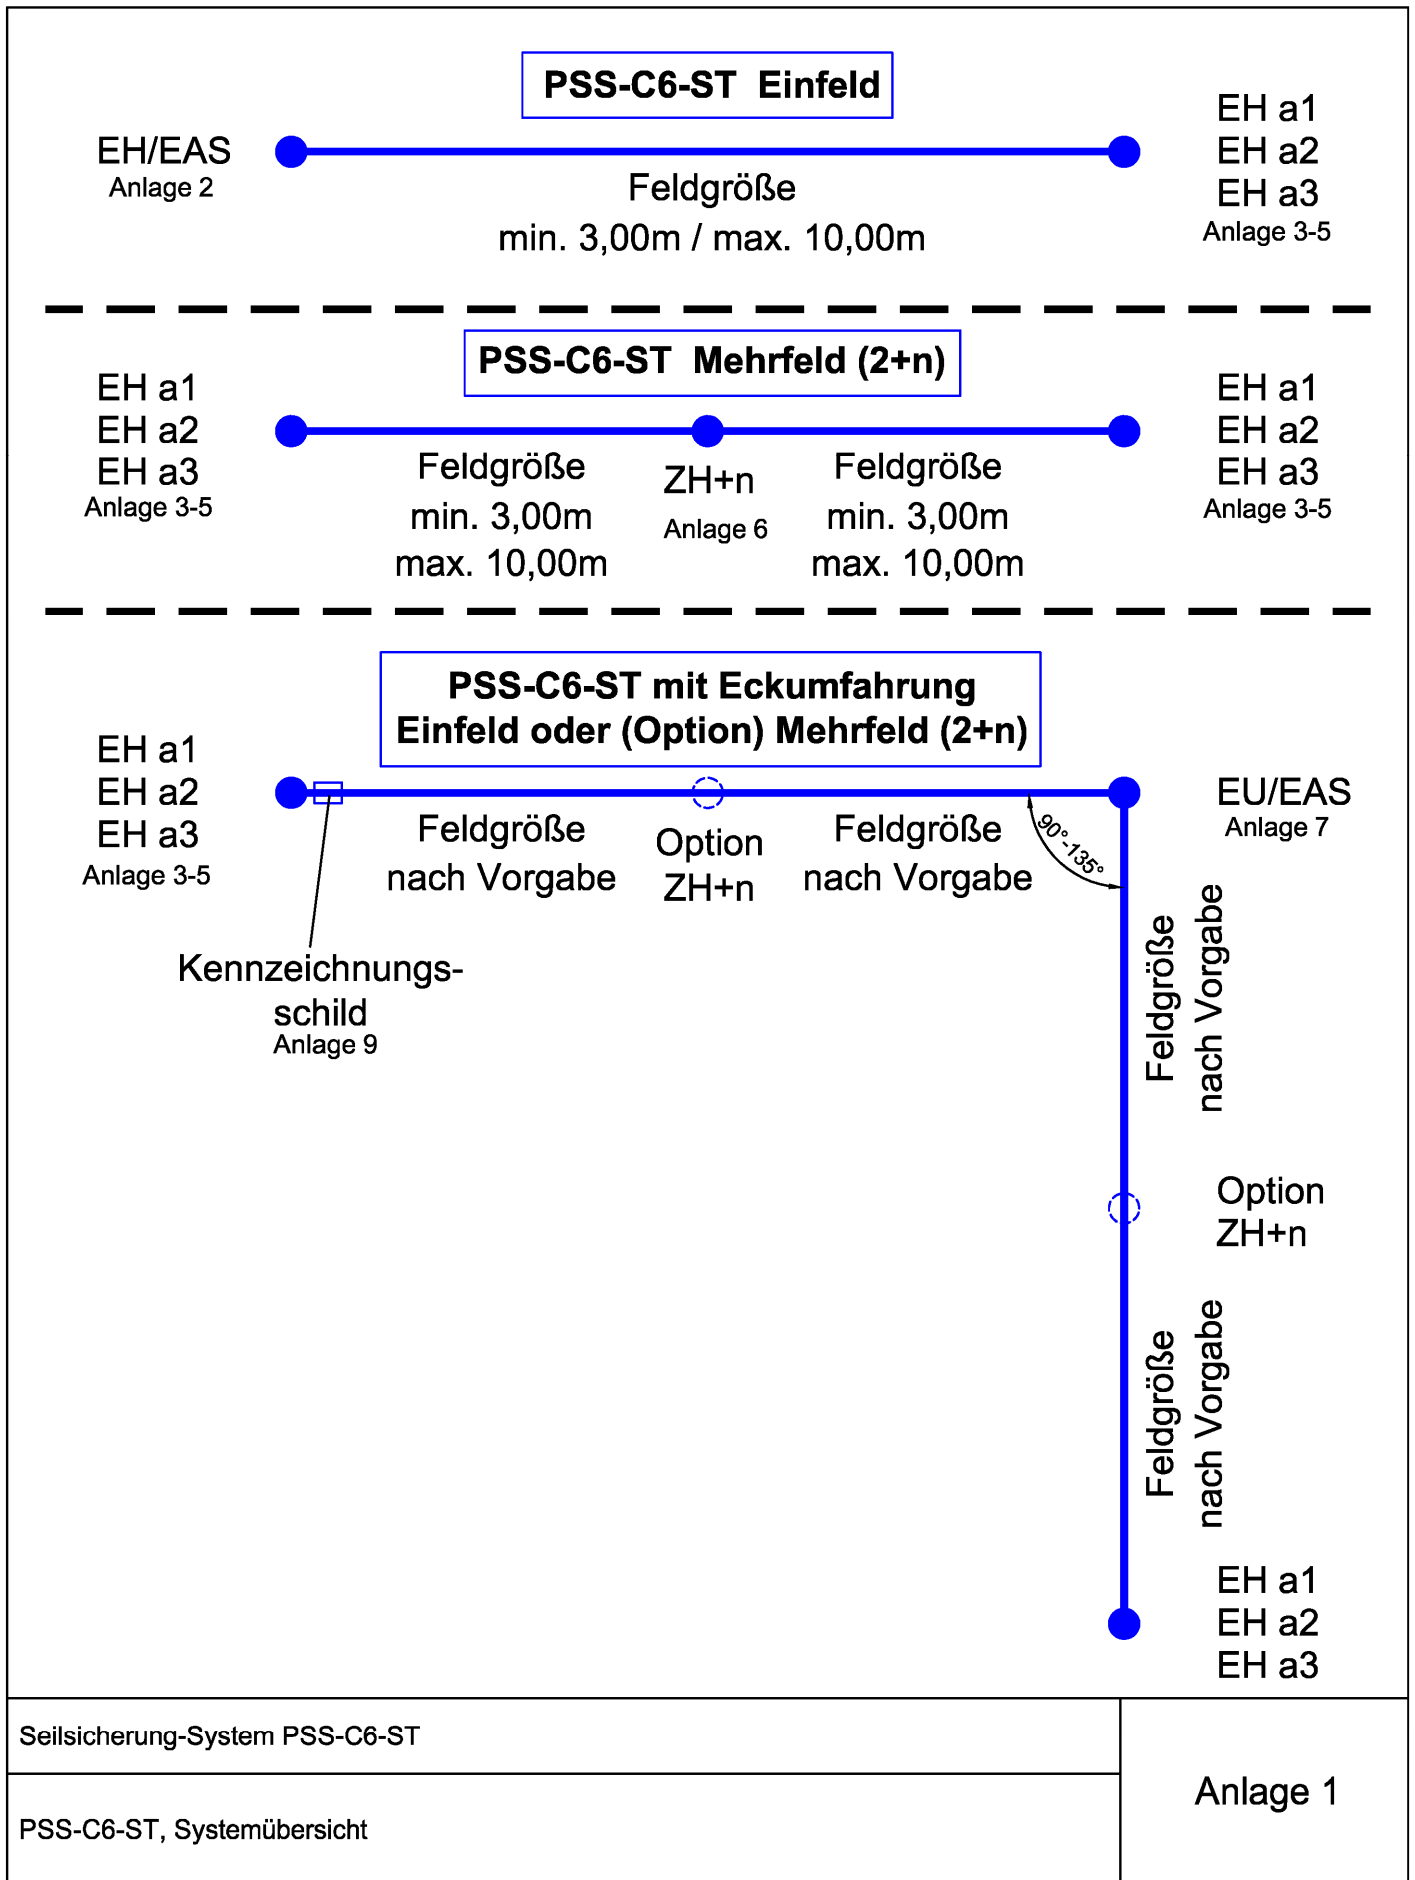 PSS-C6-ST Einfeld
EH/EAS
Anlage 2
Feldgröße
min. 3,00m / max. 10,00m
EH a1
EH a2
EH a3
Anlage 3-5
PSS-C6-ST Mehrfeld (2+n)
EH a1
EH a2
EH a3
Anlage 3-5
Feldgröße
min. 3,00m
max. 10,00m
ZH+n
Anlage 6
Feldgröße
min. 3,00m
max. 10,00m
EH a1
EH a2
EH a3
Anlage 3-5
PSS-C6-ST mit Eckumfahrung
Einfeld oder (Option) Mehrfeld (2+n)
EH a1
EH a2
EH a3
Anlage 3-5
Feldgröße
nach Vorgabe
Option
ZH+n
Feldgröße
nach Vorgabe
90°-135°
EU/EAS
Anlage 7
Kennzeichnungs-
schild
Anlage 9
Feldgröße
nach Vorgabe
Option
ZH+n
Feldgröße
nach Vorgabe
EH a1
EH a2
EH a3
Seilsicherung-System PSS-C6-ST
PSS-C6-ST, Systemübersicht
Anlage 1